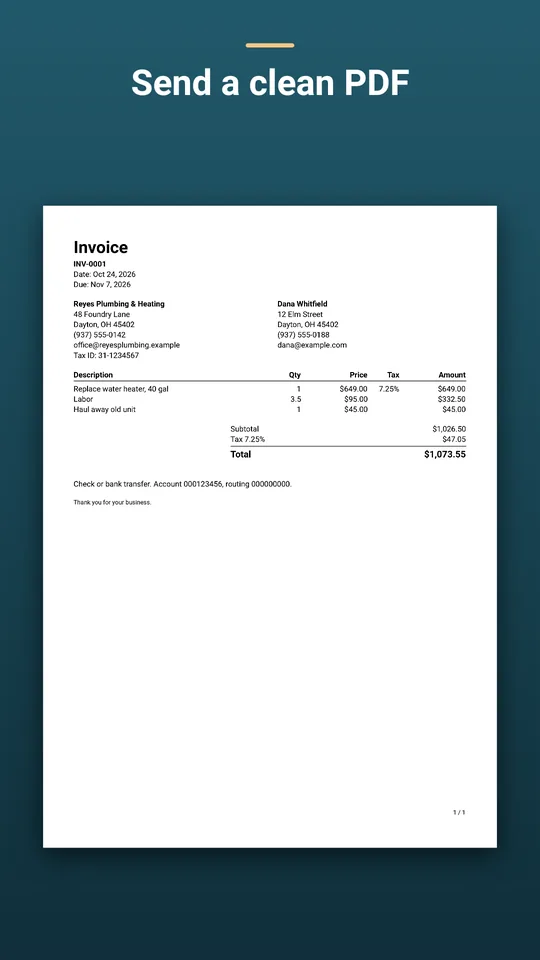 Send a clean PDF
Invoice
INV-0001
Date: Oct 24, 2026
Due: Nov 7, 2026
Reyes Plumbing & Heating
48 Foundry Lane
Dayton, OH 45402
(937) 555-0142
office@reyesplumbing.example
Tax ID: 31-1234567
Dana Whitfield
12 Elm Street
Dayton, OH 45402
(937) 555-0188
dana@example.com
Description Qty Price Tax Amount
Replace water heater, 40 gal 1 $649.00 7.25% $649.00
Labor 3.5 $95.00 $332.50
Haul away old unit 1 $45.00 $45.00
Subtotal $1,026.50
Tax 7.25% $47.05
Total $1,073.55
Check or bank transfer. Account 000123456, routing 000000000.
Thank you for your business.
1 / 1